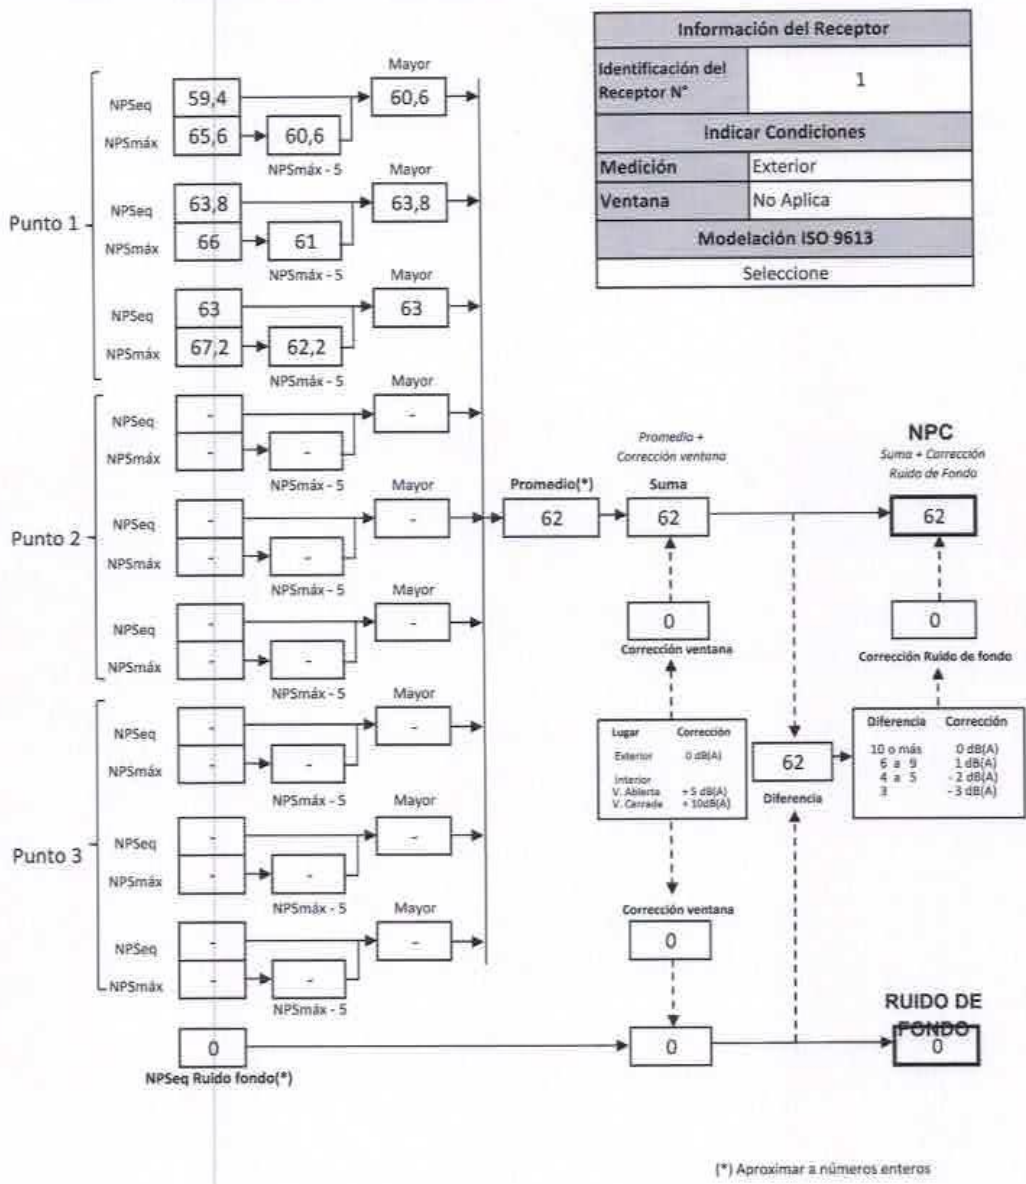 Información del Receptor
Identificación del Receptor N° 1
Indicar Condiciones
Medición Exterior
Ventana No Aplica
Modelación ISO 9613
Seleccione
Punto 1
Mayor
NPSeq 59,4 60,6
NPSmáx 65,6 60,6
NPSmáx - 5
Mayor
NPSeq 63,8 63,8
NPSmáx 66 61
NPSmáx - 5
Mayor
NPSeq 63 63
NPSmáx 67,2 62,2
NPSmáx - 5
Punto 2
Mayor
NPSeq - -
NPSmáx - -
NPSmáx - 5
Mayor
NPSeq - -
NPSmáx - -
NPSmáx - 5
Mayor
NPSeq - -
NPSmáx - -
NPSmáx - 5
Punto 3
Mayor
NPSeq - -
NPSmáx - -
NPSmáx - 5
Mayor
NPSeq - -
NPSmáx - -
NPSmáx - 5
Mayor
NPSeq - -
NPSmáx - -
NPSmáx - 5
0
NPSeq Ruido fondo(*)
Promedio(*)
62
Promedio +
Corrección ventana
Suma
62
0
Corrección ventana
Lugar Corrección
Exterior 0 dB(A)
Interior
V. Abierta + 5 dB(A)
V. Cerrada + 10dB(A)
Corrección ventana
0
0
62
Diferencia
NPC
Suma + Corrección
Ruido de Fondo
62
0
Corrección Ruido de fondo
Diferencia Corrección
10 o más 0 dB(A)
6 a 9 1 dB(A)
4 a 5 - 2 dB(A)
3 - 3 dB(A)
RUIDO DE
FONDO
0
(*) Aproximar a números enteros